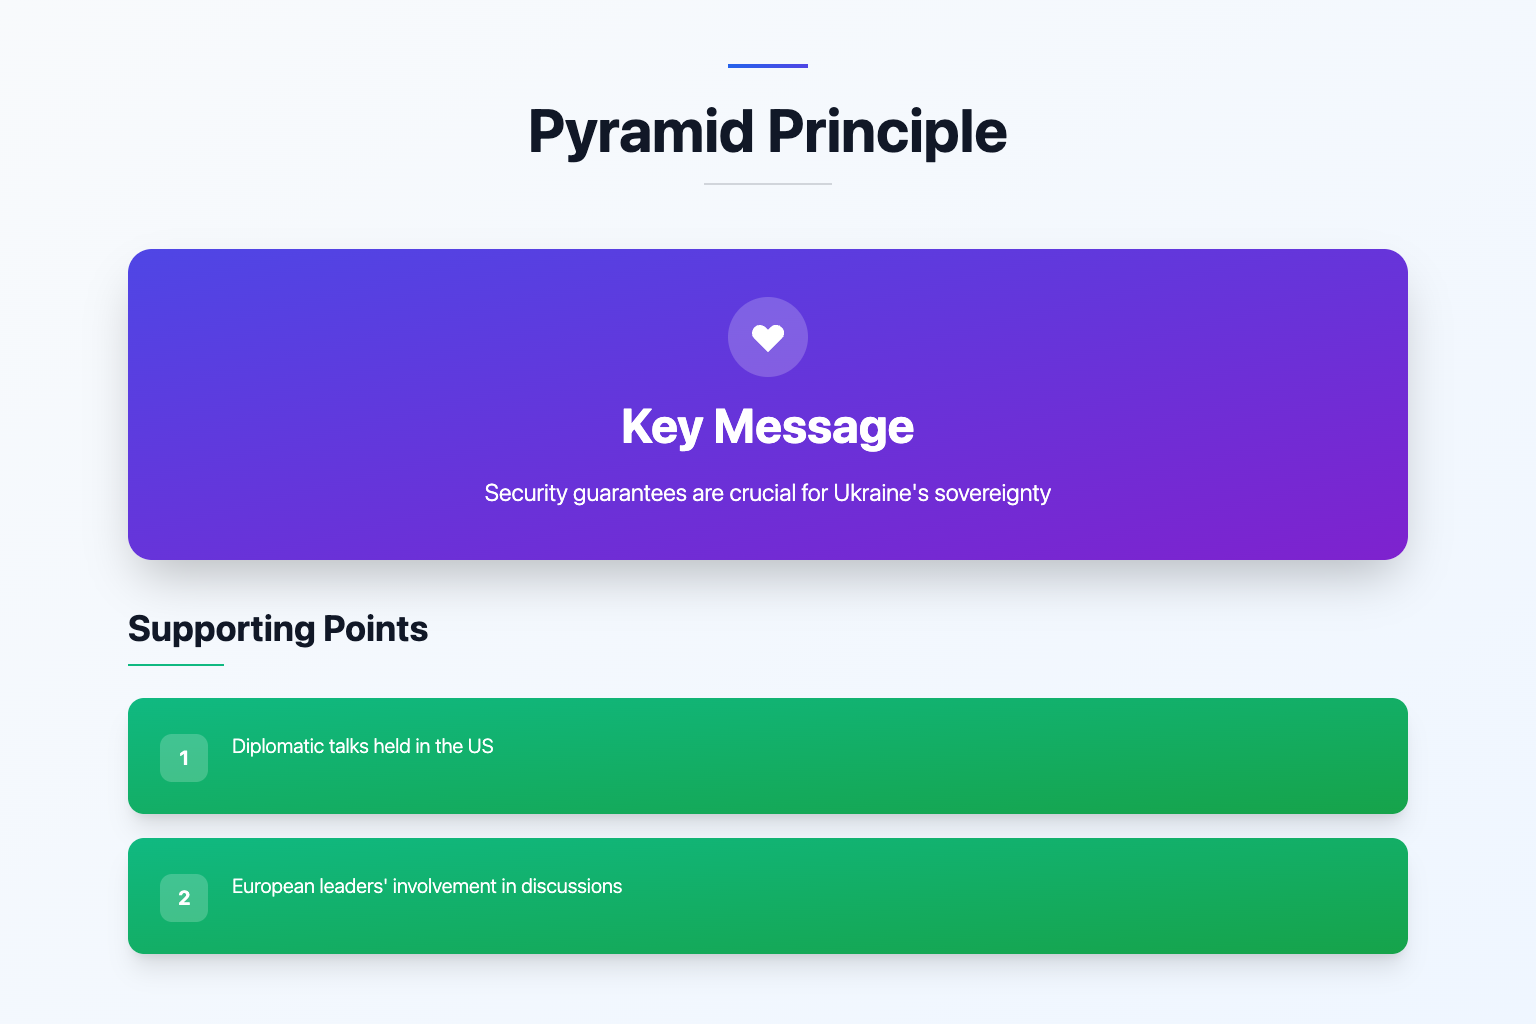 Pyramid Principle
Key Message
Security guarantees are crucial for Ukraine's sovereignty
Supporting Points
1
Diplomatic talks held in the US
2
European leaders' involvement in discussions